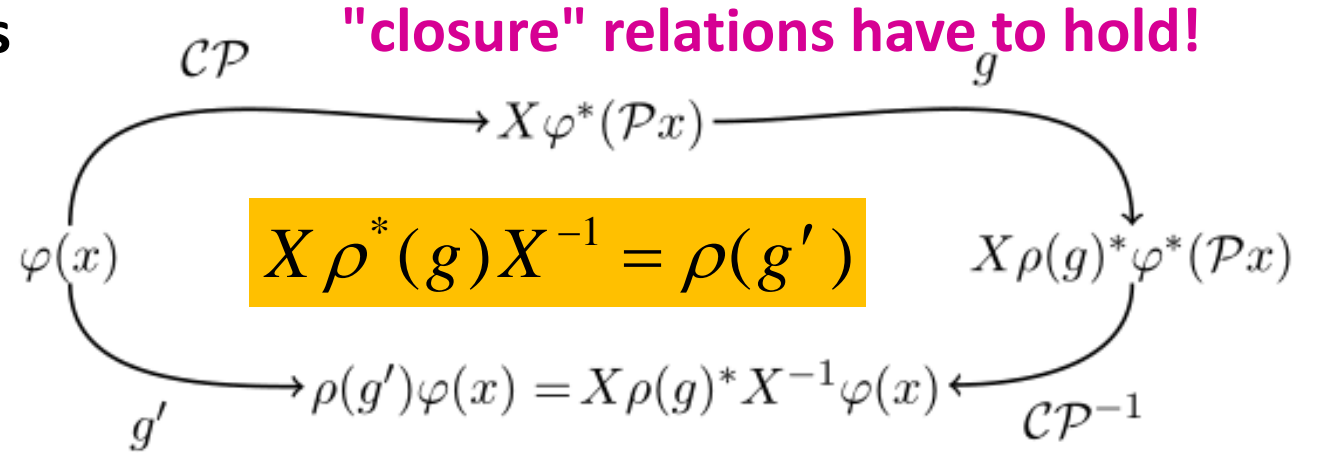 s "closure" relations have to hold!
𝒞𝒫 g
Xφ*(𝒫x)
φ(x) Xρ*(g)X⁻¹ = ρ(g′) Xρ(g)*φ*(𝒫x)
ρ(g′)φ(x) = Xρ(g)*X⁻¹φ(x)
g′ 𝒞𝒫⁻¹